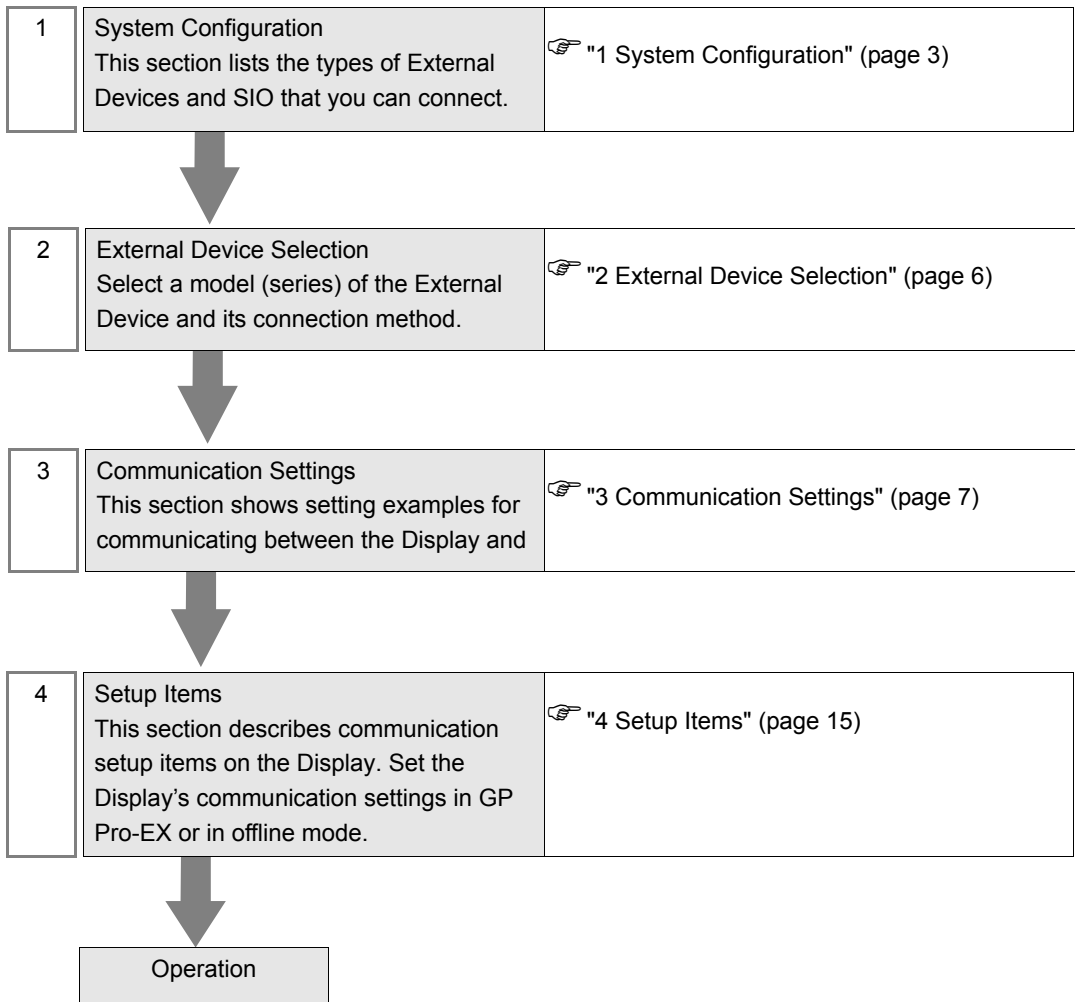 1
System Configuration
This section lists the types of External
Devices and SIO that you can connect.
"1 System Configuration" (page 3)
2
External Device Selection
Select a model (series) of the External
Device and its connection method.
"2 External Device Selection" (page 6)
3
Communication Settings
This section shows setting examples for
communicating between the Display and
"3 Communication Settings" (page 7)
4
Setup Items
This section describes communication
setup items on the Display. Set the
Display’s communication settings in GP
Pro-EX or in offline mode.
"4 Setup Items" (page 15)
Operation